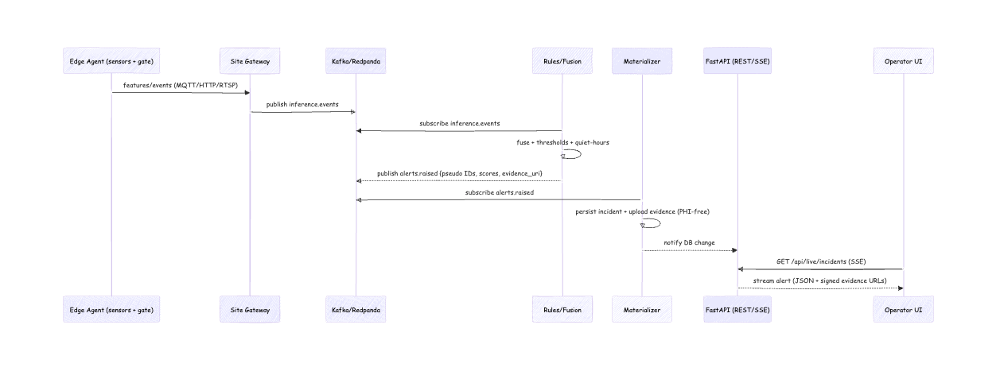 Edge Agent (sensors + gate)
Site Gateway
Kafka/Redpanda
Rules/Fusion
Materializer
FastAPI (REST/SSE)
Operator UI
features/events (MQTT/HTTP/RTSP)
publish inference.events
subscribe inference.events
fuse + thresholds + quiet-hours
publish alerts.raised {pseudo IDs, scores, evidence_uri}
subscribe alerts.raised
persist incident + upload evidence (PHI-free)
notify DB change
GET /api/live/incidents (SSE)
stream alert (JSON + signed evidence URLs)
Edge Agent (sensors + gate)
Site Gateway
Kafka/Redpanda
Rules/Fusion
Materializer
FastAPI (REST/SSE)
Operator UI